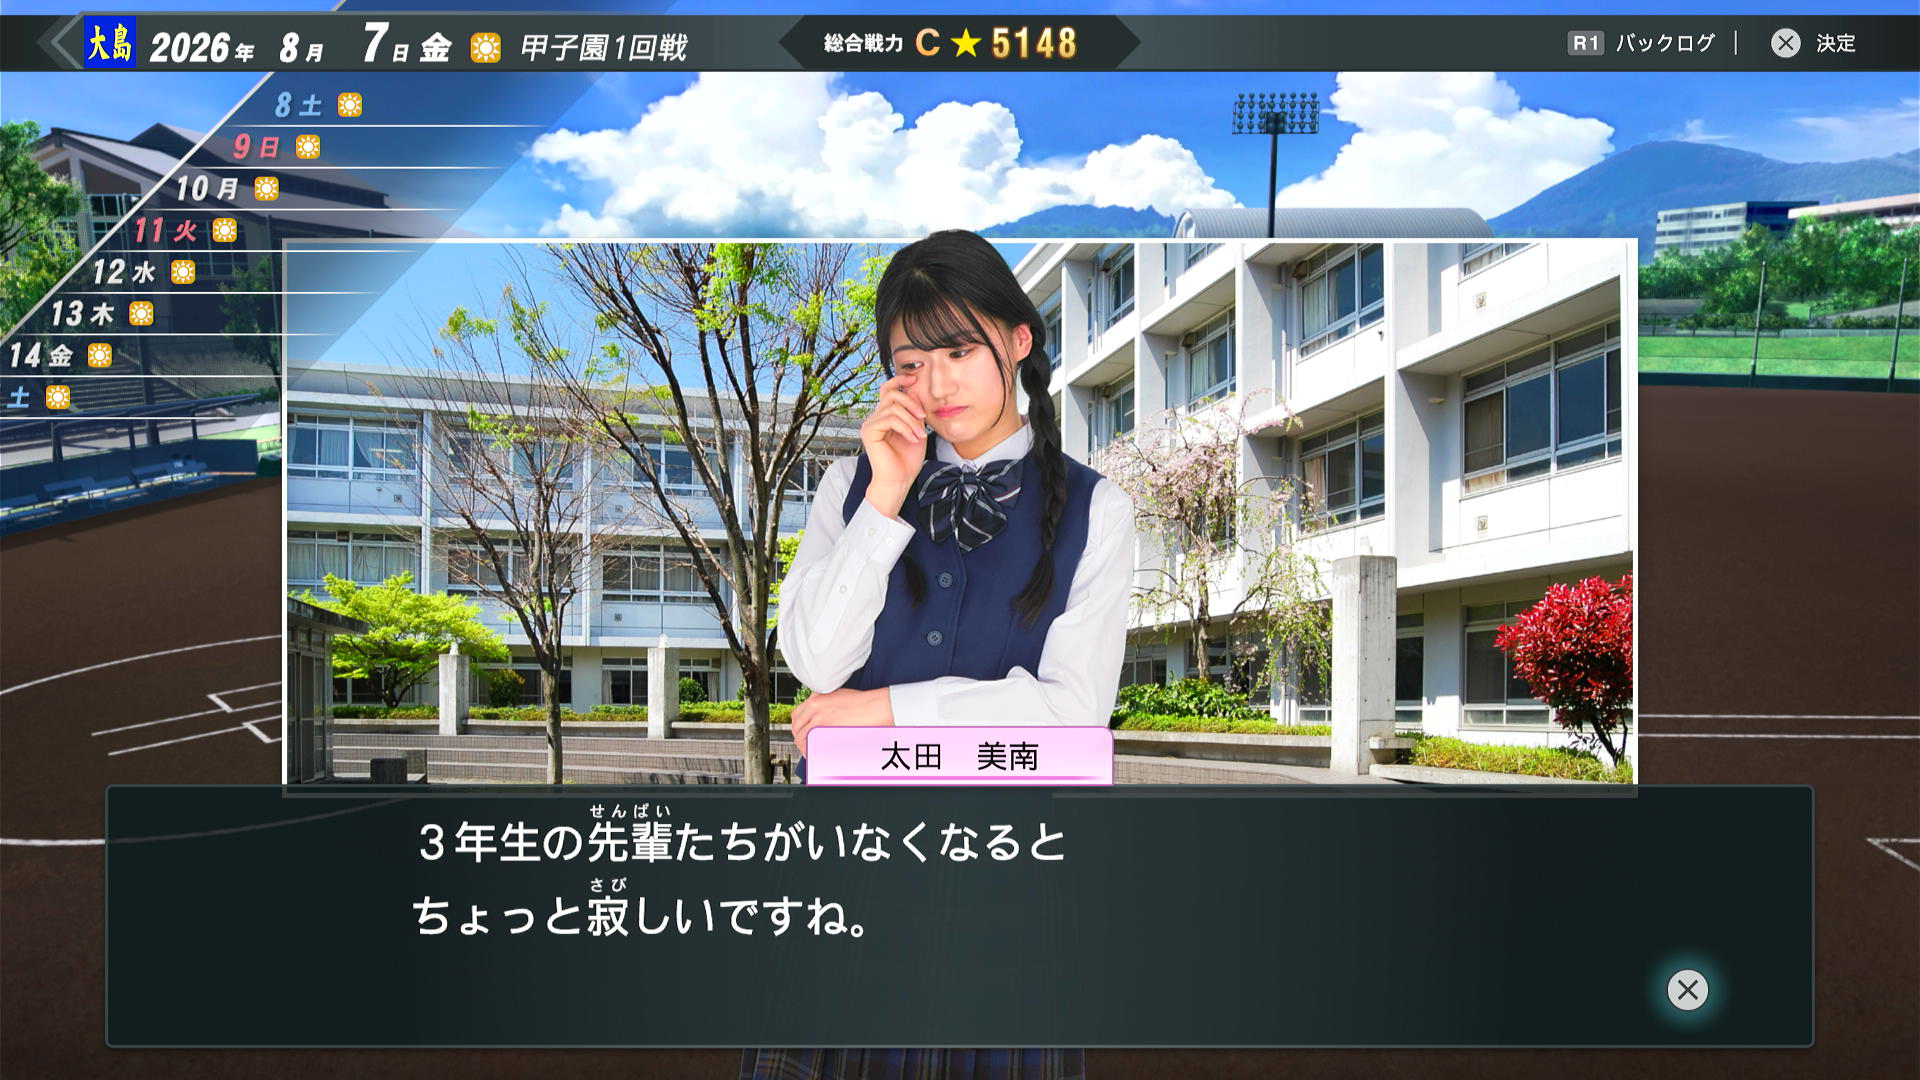 大島 2026年 8月 7日 金 甲子園1回戦
総合戦力 C ★ 5148
R1 バックログ | 決定
8 土
9 日
10 月
11 火
12 水
13 木
14 金
土
太田 美南
せんぱい
3年生の先輩たちがいなくなると
さび
ちょっと寂しいですね。